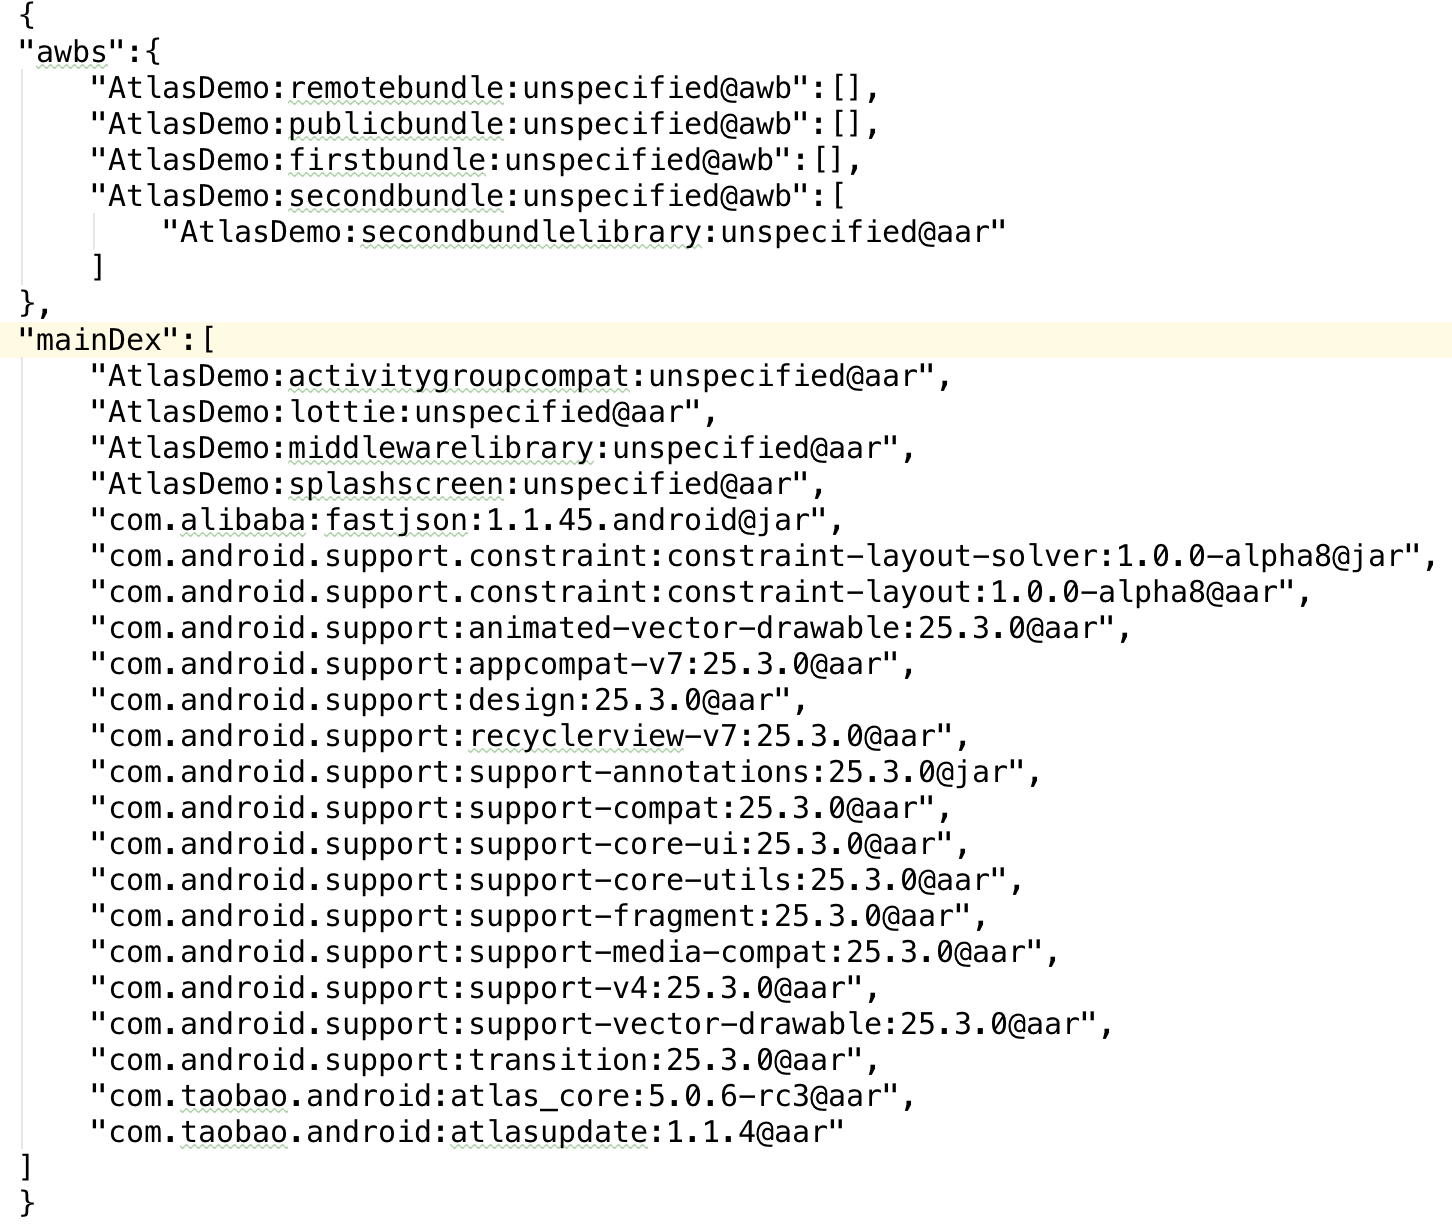 {
"awbs":{
    "AtlasDemo:remotebundle:unspecified@awb":[],
    "AtlasDemo:publicbundle:unspecified@awb":[],
    "AtlasDemo:firstbundle:unspecified@awb":[],
    "AtlasDemo:secondbundle:unspecified@awb":[
        "AtlasDemo:secondbundlelibrary:unspecified@aar"
    ]
},
"mainDex":[
    "AtlasDemo:activitygroupcompat:unspecified@aar",
    "AtlasDemo:lottie:unspecified@aar",
    "AtlasDemo:middlewarelibrary:unspecified@aar",
    "AtlasDemo:splashscreen:unspecified@aar",
    "com.alibaba:fastjson:1.1.45.android@jar",
    "com.android.support.constraint:constraint-layout-solver:1.0.0-alpha8@jar",
    "com.android.support.constraint:constraint-layout:1.0.0-alpha8@aar",
    "com.android.support:animated-vector-drawable:25.3.0@aar",
    "com.android.support:appcompat-v7:25.3.0@aar",
    "com.android.support:design:25.3.0@aar",
    "com.android.support:recyclerview-v7:25.3.0@aar",
    "com.android.support:support-annotations:25.3.0@jar",
    "com.android.support:support-compat:25.3.0@aar",
    "com.android.support:support-core-ui:25.3.0@aar",
    "com.android.support:support-core-utils:25.3.0@aar",
    "com.android.support:support-fragment:25.3.0@aar",
    "com.android.support:support-media-compat:25.3.0@aar",
    "com.android.support:support-v4:25.3.0@aar",
    "com.android.support:support-vector-drawable:25.3.0@aar",
    "com.android.support:transition:25.3.0@aar",
    "com.taobao.android:atlas_core:5.0.6-rc3@aar",
    "com.taobao.android:atlasupdate:1.1.4@aar"
]
}